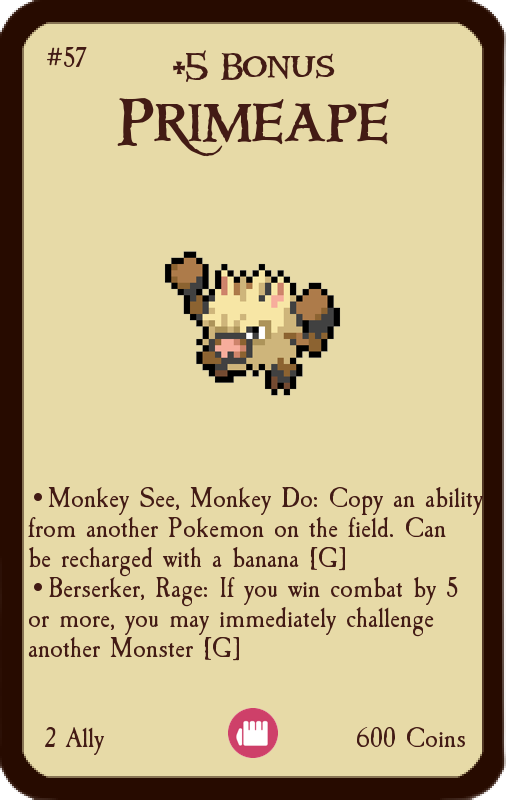 #57
+5 Bonus
Primeape
•Monkey See, Monkey Do: Copy an ability
from another Pokemon on the field. Can
be recharged with a banana [G]
•Berserker, Rage: If you win combat by 5
or more, you may immediately challenge
another Monster [G]
2 Ally
600 Coins